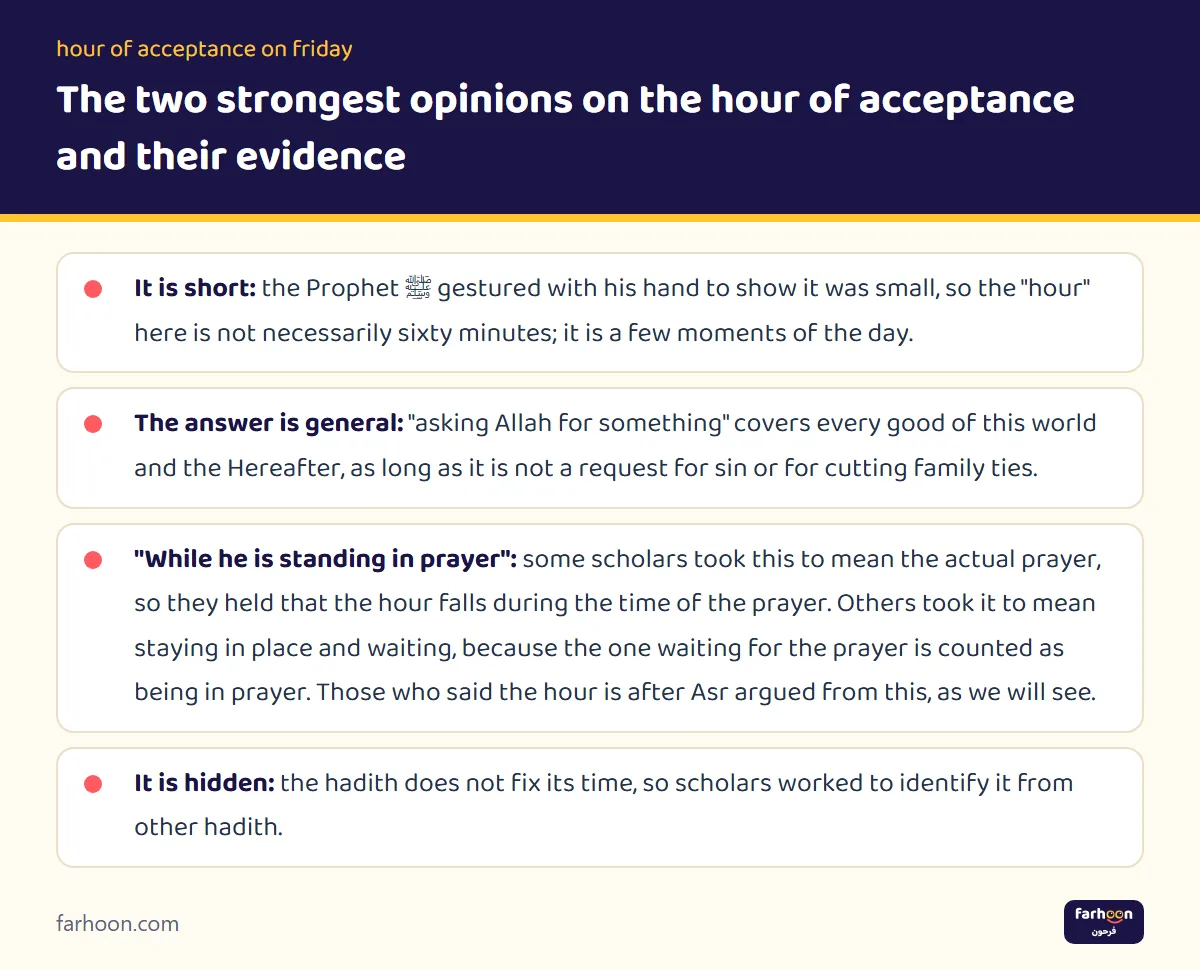 hour of acceptance on friday
The two strongest opinions on the hour of acceptance
and their evidence
It is short: the Prophet ﷺ gestured with his hand to show it was small, so the "hour"
here is not necessarily sixty minutes; it is a few moments of the day.
The answer is general: "asking Allah for something" covers every good of this world
and the Hereafter, as long as it is not a request for sin or for cutting family ties.
"While he is standing in prayer": some scholars took this to mean the actual prayer,
so they held that the hour falls during the time of the prayer. Others took it to mean
staying in place and waiting, because the one waiting for the prayer is counted as
being in prayer. Those who said the hour is after Asr argued from this, as we will see.
It is hidden: the hadith does not fix its time, so scholars worked to identify it from
other hadith.
farhoon.com
farhoon
فرحون